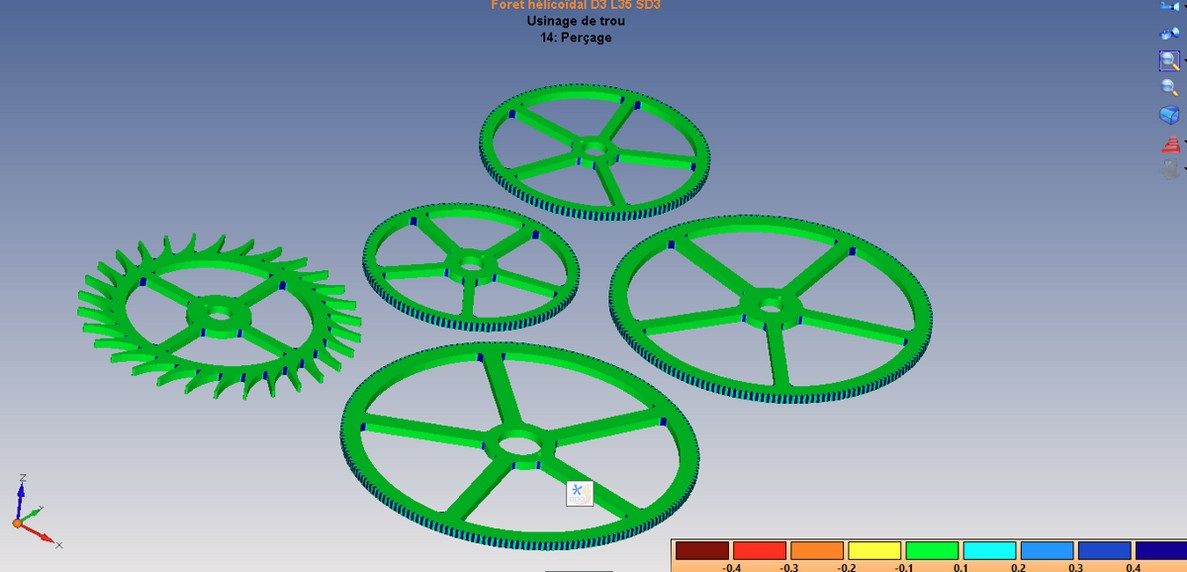 Foret hélicoïdal D3 L35 SD3
Usinage de trou
14: Perçage
Z
Y
X
-0.4 -0.3 -0.2 -0.1 0.1 0.2 0.3 0.4